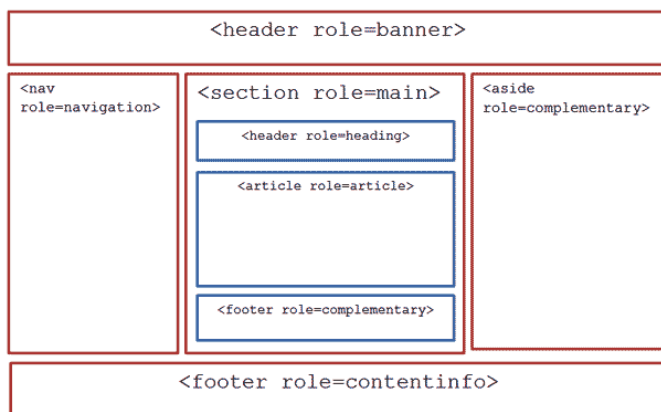 <header role=banner>
<nav
role=navigation>
<section role=main>
<header role=heading>
<article role=article>
<footer role=complementary>
<aside
role=complementary>
<footer role=contentinfo>